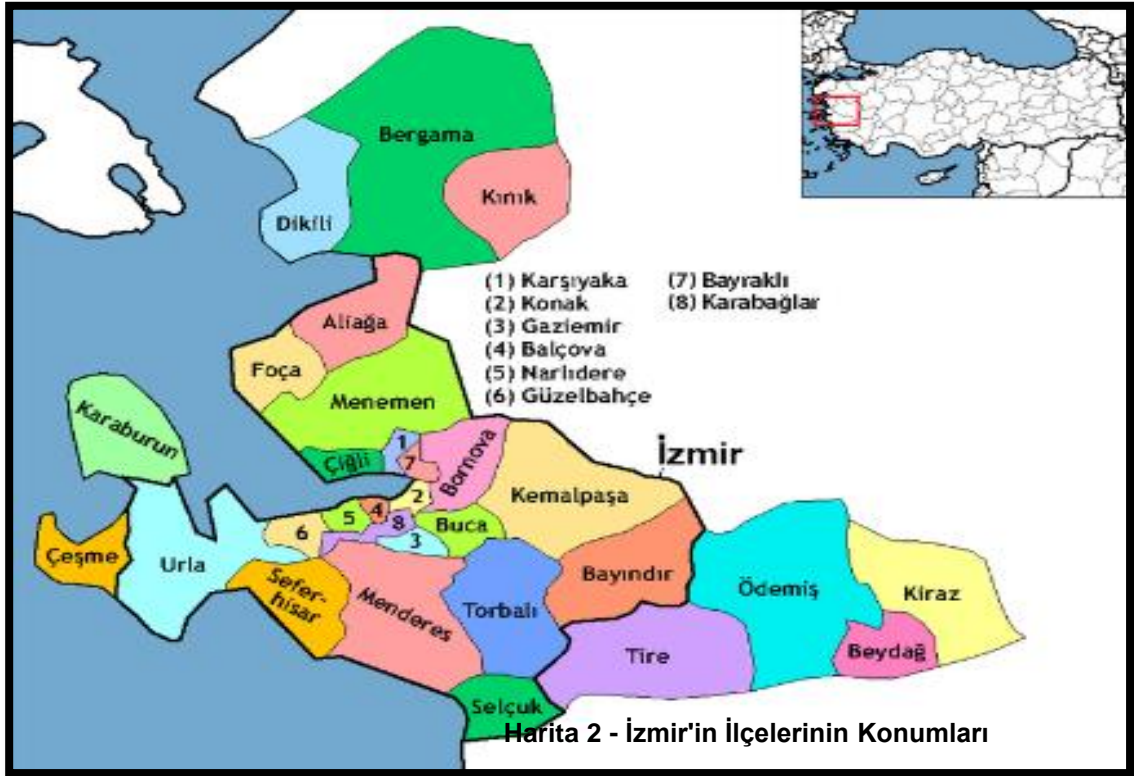 Bergama
Kınık
Dikili
(1) Karşıyaka
(2) Konak
(3) Gaziemir
(4) Balçova
(5) Narlıdere
(6) Güzelbahçe
(7) Bayraklı
(8) Karabağlar
Aliağa
Foça
Menemen
Karaburun
Çiğli
1
7
Bornova
İzmir
Kemalpaşa
2
4
5
8
6
3
Buca
Çeşme
Urla
Sefer-
hisar
Menderes
Torbalı
Bayındır
Ödemiş
Kiraz
Beydağ
Tire
Selçuk
Harita 2 - İzmir'in İlçelerinin Konumları